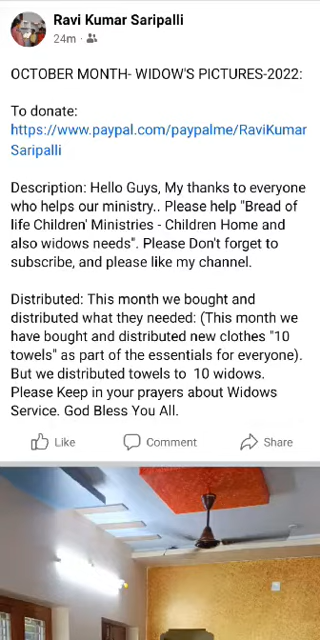 Ravi Kumar Saripalli
24m ·
OCTOBER MONTH- WIDOW'S PICTURES-2022:
To donate:
https://www.paypal.com/paypalme/RaviKumar
Saripalli
Description: Hello Guys, My thanks to everyone
who helps our ministry.. Please help "Bread of
life Children' Ministries - Children Home and
also widows needs". Please Don't forget to
subscribe, and please like my channel.
Distributed: This month we bought and
distributed what they needed: (This month we
have bought and distributed new clothes "10
towels" as part of the essentials for everyone).
But we distributed towels to  10 widows.
Please Keep in your prayers about Widows
Service. God Bless You All.
Like Comment Share